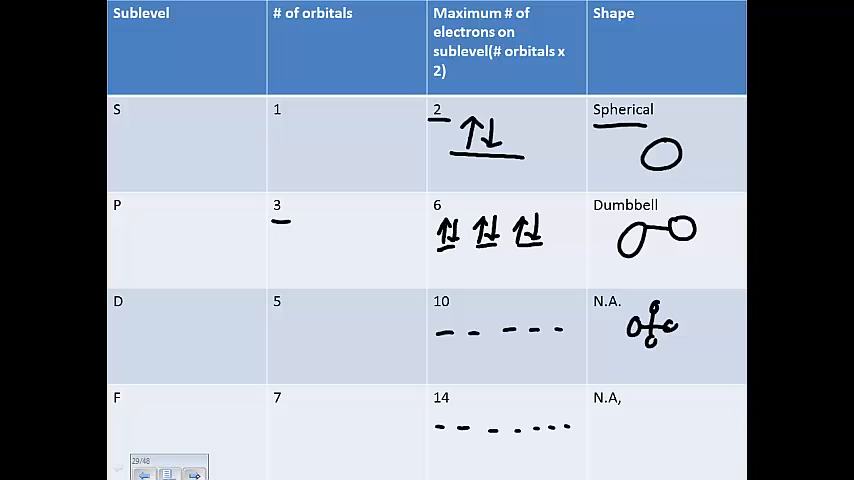 Sublevel
# of orbitals
Maximum # of
electrons on
sublevel(# orbitals x
2)
Shape
S
1
2
Spherical
P
3
6
Dumbbell
D
5
10
N.A.
F
7
14
N.A,
29/48